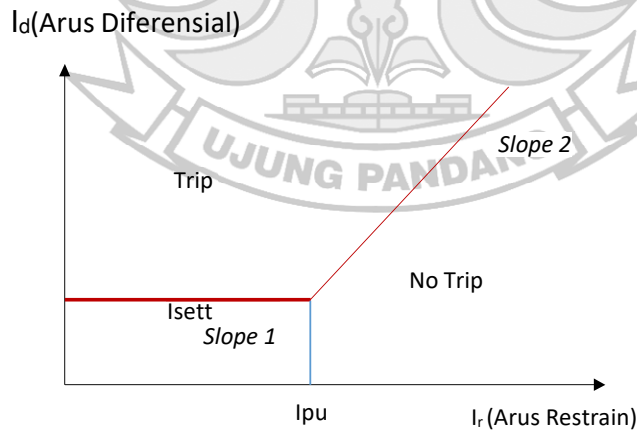 Id(Arus Diferensial)
UJUNG PANDANG
Slope 2
Trip
No Trip
Isett
Slope 1
Ipu
Ir (Arus Restrain)